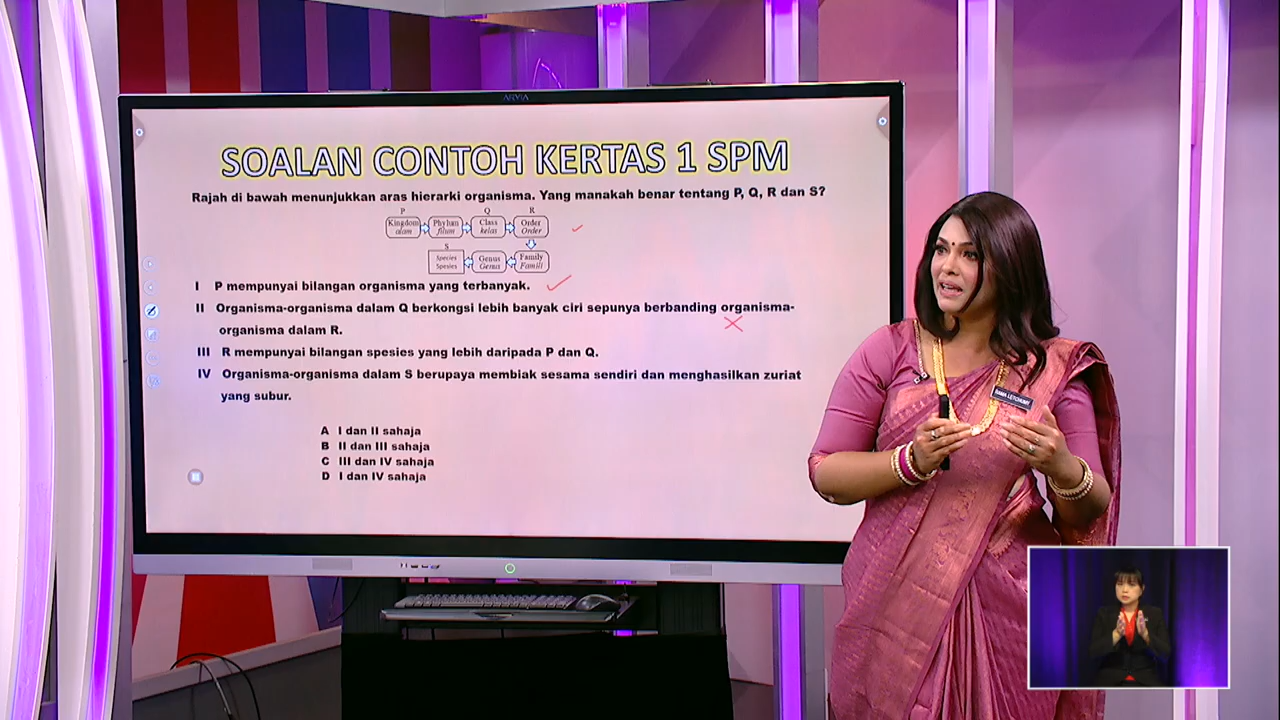 ARVIA
SOALAN CONTOH KERTAS 1 SPM
Rajah di bawah menunjukkan aras hierarki organisma. Yang manakah benar tentang P, Q, R dan S?
P Q R
Kingdom Phylum Class Order
alam filum kelas Order
S
Species Genus Family
Spesies Genus Famili
I P mempunyai bilangan organisma yang terbanyak.
II Organisma-organisma dalam Q berkongsi lebih banyak ciri sepunya berbanding organisma-
organisma dalam R.
III R mempunyai bilangan spesies yang lebih daripada P dan Q.
IV Organisma-organisma dalam S berupaya membiak sesama sendiri dan menghasilkan zuriat
yang subur.
A I dan II sahaja
B II dan III sahaja
C III dan IV sahaja
D I dan IV sahaja